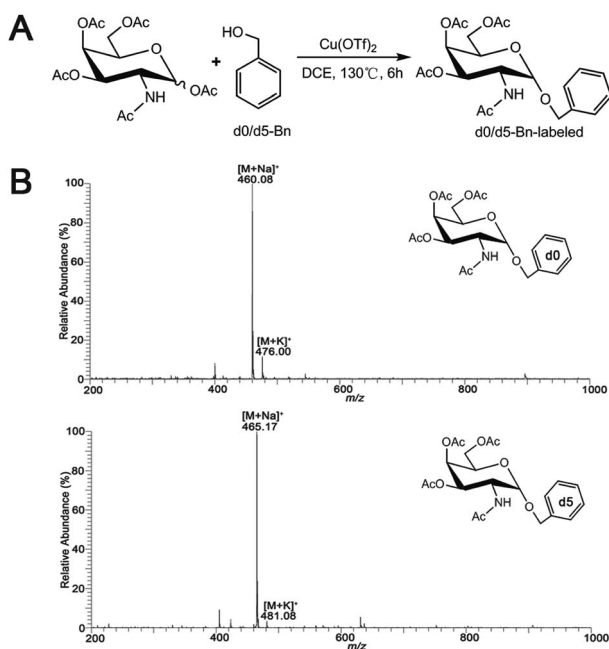 A
OAc
OAc
O
AcO
NH
OAc
Ac
+
HO
d0/d5-Bn
Cu(OTf)2
DCE, 130℃, 6h
OAc
OAc
O
AcO
NH
O
Ac
d0/d5-Bn-labeled
B
[M+Na]+
460.08
[M+K]+
476.00
100
80
60
40
20
0
Relative Abundance (%)
200
400
600
800
1000
m/z
OAc
OAc
O
AcO
NH
O
Ac
d0
[M+Na]+
465.17
[M+K]+
481.08
100
80
60
40
20
0
Relative Abundance (%)
200
400
600
800
1000
m/z
OAc
OAc
O
AcO
NH
O
Ac
d5